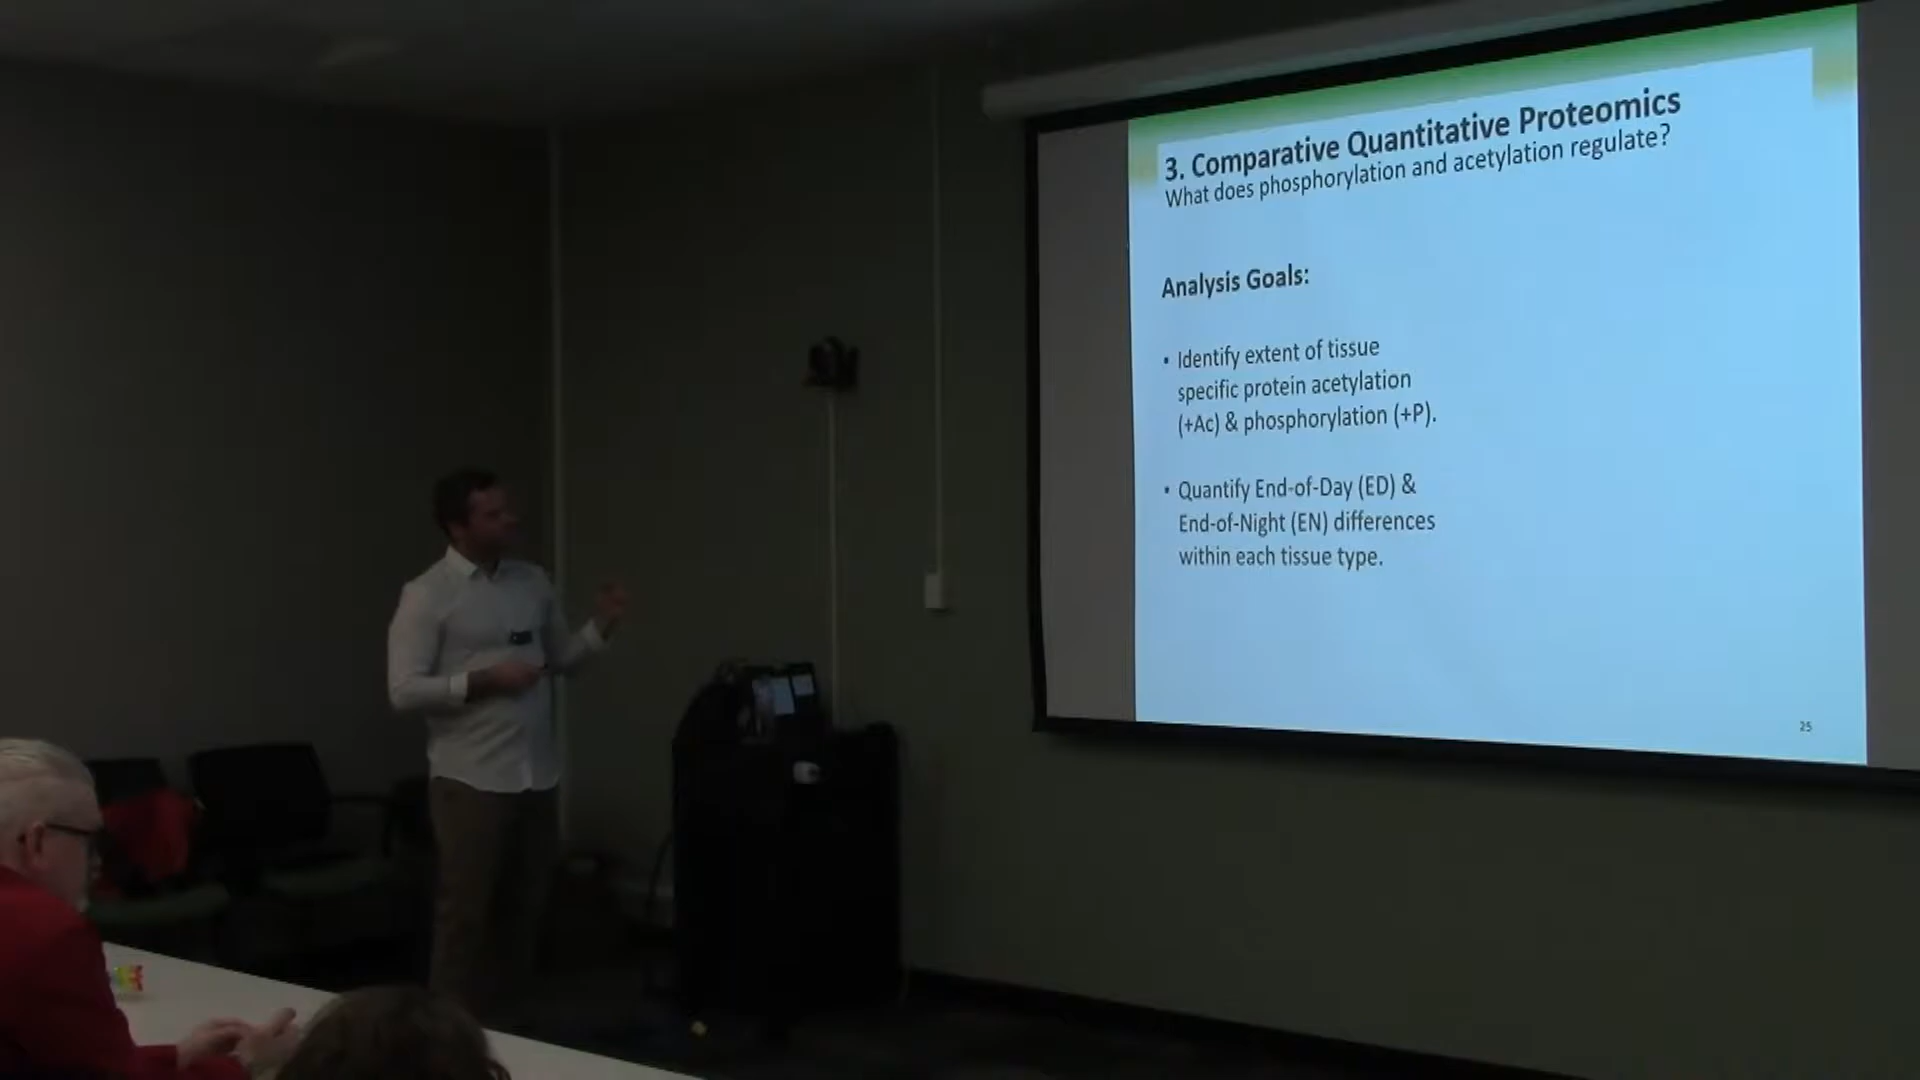 3. Comparative Quantitative Proteomics
What does phosphorylation and acetylation regulate?
Analysis Goals:
• Identify extent of tissue
specific protein acetylation
(+Ac) & phosphorylation (+P).
• Quantify End-of-Day (ED) &
End-of-Night (EN) differences
within each tissue type.
25